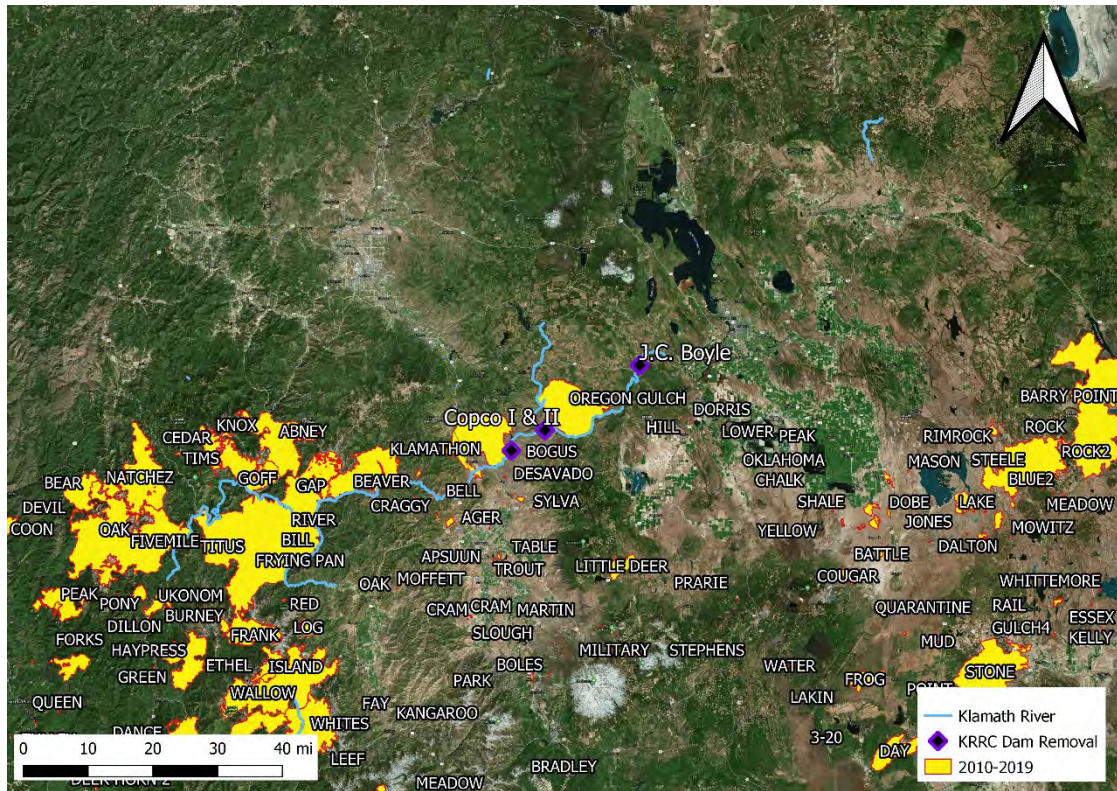 J.C. Boyle
OREGON GULCH
BARRY POINT
Copco I & II
DORRIS
HILL
LOWER
PEAK
KNOX
ABNEY
CEDAR
TIMS
KLAMATHON
BOGUS
OKLAHOMA
CHALK
RIMROCK
ROCK
MASON
STEELE
ROCK2
NATCHEZ
GOFF
GAP
BEAVER
DESAVADO
BLUE2
BEAR
BELL
CRAGGY
SYLVA
SHALE
DOBE
LAKE
MEADOW
DEVIL
COON
OAK
FIVEMILE
RIVER
AGER
YELLOW
JONES
MOWITZ
TITUS
BILL
FRYING PAN
APSUUN
TABLE
TROUT
LITTLE DEER
BATTLE
DALTON
OAK
MOFFETT
PRARIE
COUGAR
WHITTEMORE
PEAK
PONY
UKONOM
DILLON
BURNEY
RED
CRAM
CRAM
MARTIN
QUARANTINE
RAIL
ESSEX
GULCH4
KELLY
FORKS
HAYPRESS
FRANK
LOG
SLOUGH
MUD
GREEN
ETHEL
ISLAND
BOLES
MILITARY
STEPHENS
WATER
FROG
STONE
POINT
QUEEN
WALLOW
PARK
LAKIN
FAY
KANGAROO
WHITES
DANCE
LEEF
3-20
DAY
BRADLEY
MEADOW
0 10 20 30 40 mi
Klamath River
KRRC Dam Removal
2010-2019